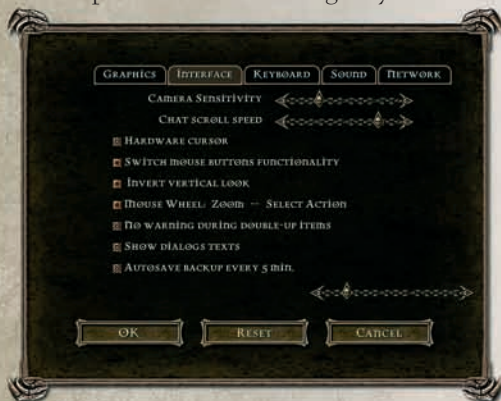 GRAPHICS INTERFACE KEYBOARD SOUND NETWORK
CAMERA SENSITIVITY
CHAT SCROLL SPEED
HARDWARE CURSOR
SWITCH MOUSE BUTTONS FUNCTIONALITY
INVERT VERTICAL LOOK
MOUSE WHEEL: ZOOM -- SELECT ACTION
NO WARNING DURING DOUBLE-UP ITEMS
SHOW DIALOGS TEXTS
AUTOSAVE BACKUP EVERY 5 MIN.
OK RESET CANCEL